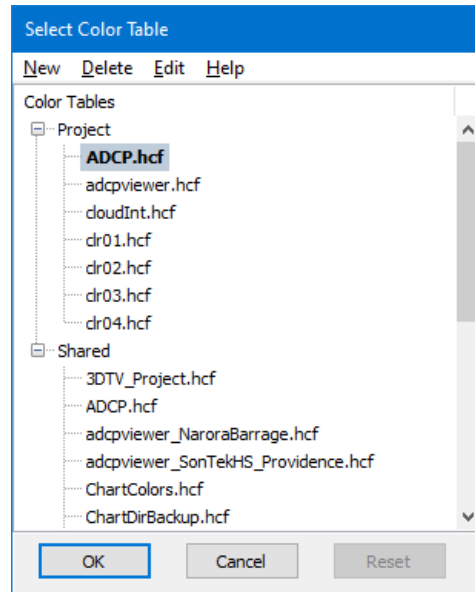 Select Color Table
New Delete Edit Help
Color Tables
Project
ADCP.hcf
adcpviewer.hcf
cloudInt.hcf
clr01.hcf
clr02.hcf
clr03.hcf
clr04.hcf
Shared
3DTV_Project.hcf
ADCP.hcf
adcpviewer_NaroraBarrage.hcf
adcpviewer_SonTekHS_Providence.hcf
ChartColors.hcf
ChartDirBackup.hcf
OK Cancel Reset